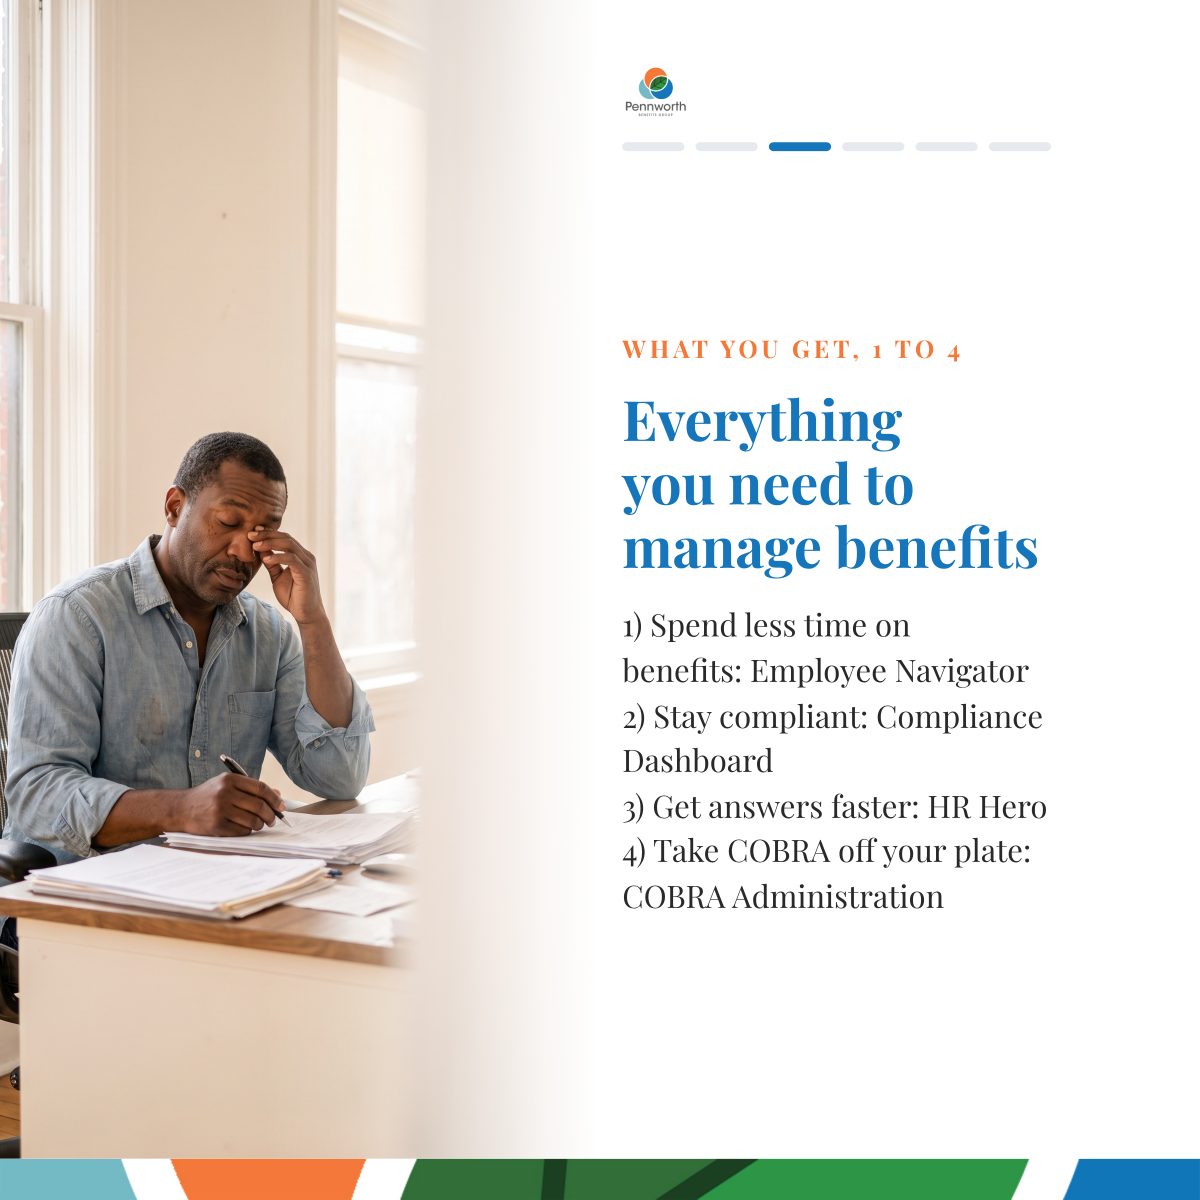 Pennworth
BENEFITS GROUP
WHAT YOU GET, 1 TO 4
Everything
you need to
manage benefits
1) Spend less time on
benefits: Employee Navigator
2) Stay compliant: Compliance
Dashboard
3) Get answers faster: HR Hero
4) Take COBRA off your plate:
COBRA Administration